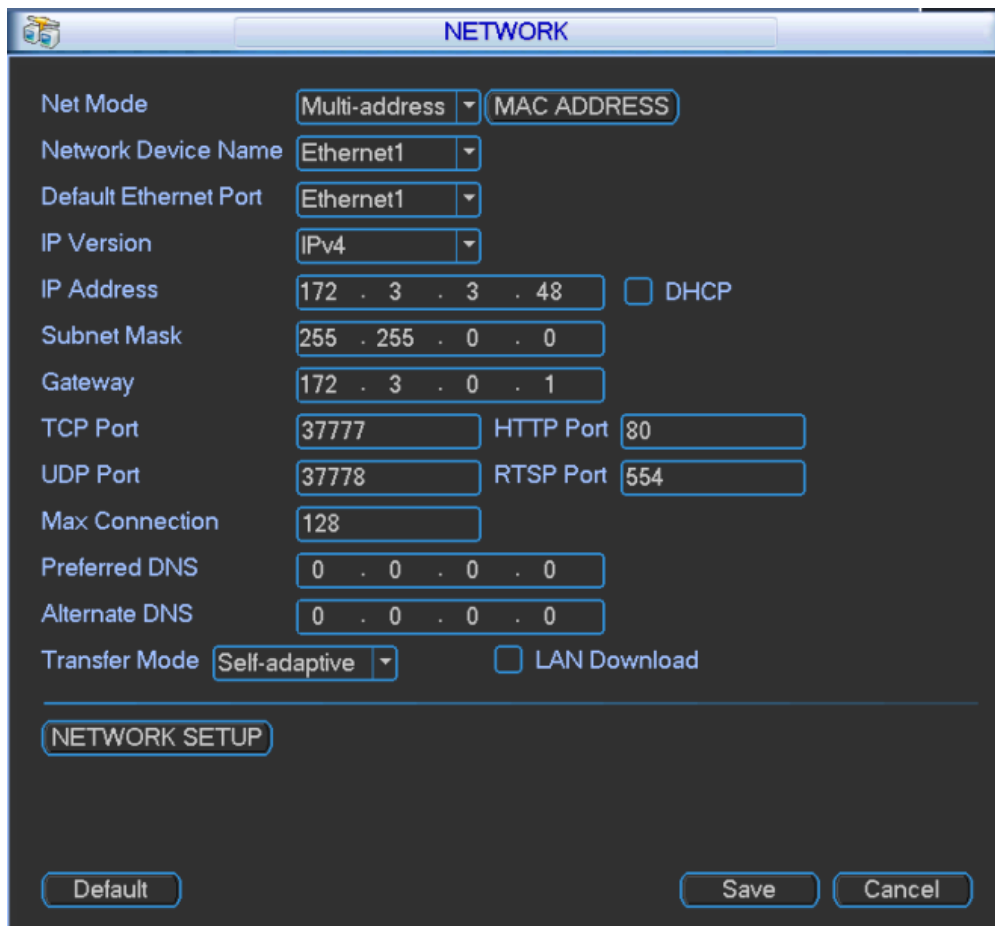 NETWORK
Net Mode Multi-address MAC ADDRESS
Network Device Name Ethernet1
Default Ethernet Port Ethernet1
IP Version IPv4
IP Address 172 . 3 . 3 . 48 DHCP
Subnet Mask 255 . 255 . 0 . 0
Gateway 172 . 3 . 0 . 1
TCP Port 37777 HTTP Port 80
UDP Port 37778 RTSP Port 554
Max Connection 128
Preferred DNS 0 . 0 . 0 . 0
Alternate DNS 0 . 0 . 0 . 0
Transfer Mode Self-adaptive LAN Download
NETWORK SETUP
Default Save Cancel